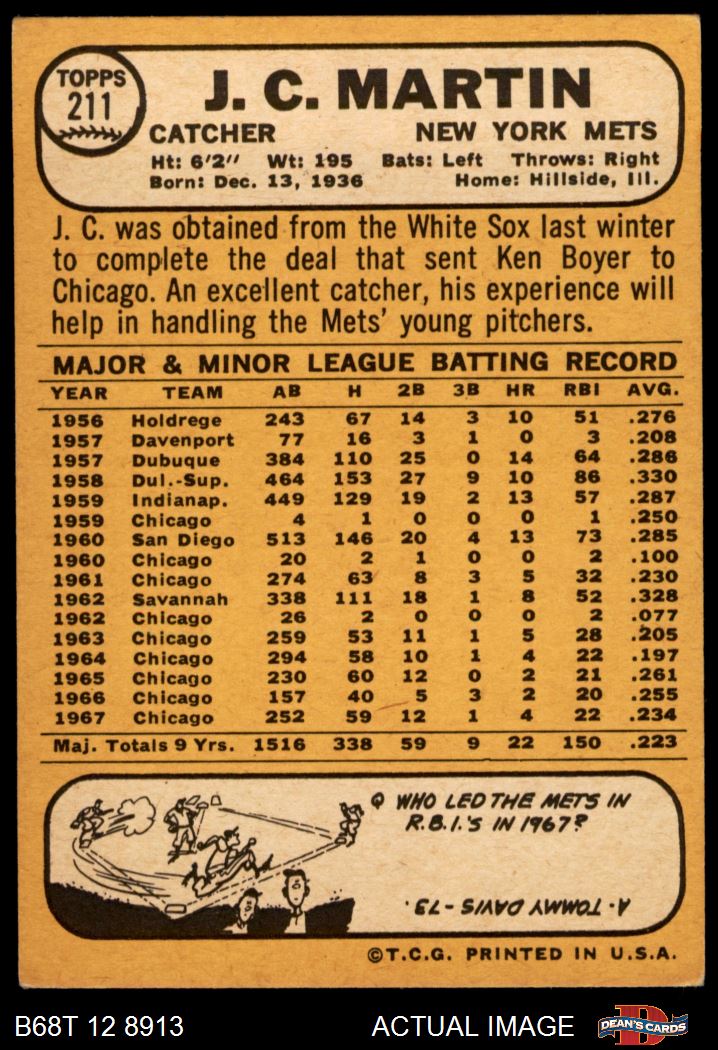 TOPPS
211
J. C. MARTIN
CATCHER NEW YORK METS
Ht: 6'2" Wt: 195 Bats: Left Throws: Right
Born: Dec. 13, 1936 Home: Hillside, Ill.
J. C. was obtained from the White Sox last winter
to complete the deal that sent Ken Boyer to
Chicago. An excellent catcher, his experience will
help in handling the Mets' young pitchers.
MAJOR & MINOR LEAGUE BATTING RECORD
YEAR TEAM AB H 2B 3B HR RBI AVG.
1956 Holdrege 243 67 14 3 10 51 .276
1957 Davenport 77 16 3 1 0 3 .208
1957 Dubuque 384 110 25 0 14 64 .286
1958 Dul.-Sup. 464 153 27 9 10 86 .330
1959 Indianap. 449 129 19 2 13 57 .287
1959 Chicago 4 1 0 0 0 1 .250
1960 San Diego 513 146 20 4 13 73 .285
1960 Chicago 20 2 1 0 0 2 .100
1961 Chicago 274 63 8 3 5 32 .230
1962 Savannah 338 111 18 1 8 52 .328
1962 Chicago 26 2 0 0 0 2 .077
1963 Chicago 259 53 11 1 5 28 .205
1964 Chicago 294 58 10 1 4 22 .197
1965 Chicago 230 60 12 0 2 21 .261
1966 Chicago 157 40 5 3 2 20 .255
1967 Chicago 252 59 12 1 4 22 .234
Maj. Totals 9 Yrs. 1516 338 59 9 22 150 .223
Q WHO LED THE METS IN
R.B.I.'S IN 1967?
A- TOMMY DAVIS -73.
©T.C.G. PRINTED IN U.S.A.
B68T 12 8913 ACTUAL IMAGE DEAN'S CARDS